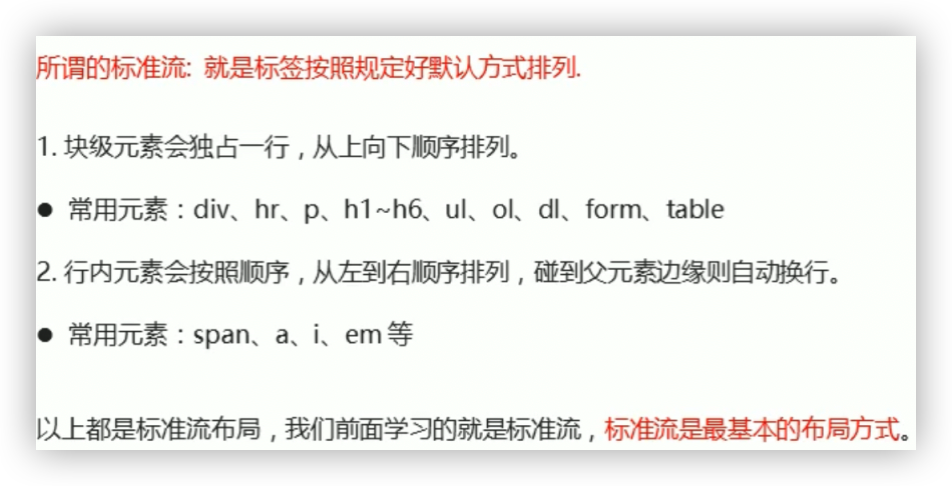 所谓的标准流: 就是标签按照规定好默认方式排列.
1. 块级元素会独占一行，从上向下顺序排列。
● 常用元素：div、hr、p、h1~h6、ul、ol、dl、form、table
2. 行内元素会按照顺序，从左到右顺序排列，碰到父元素边缘则自动换行。
● 常用元素：span、a、i、em 等
以上都是标准流布局，我们前面学习的就是标准流，标准流是最基本的布局方式。